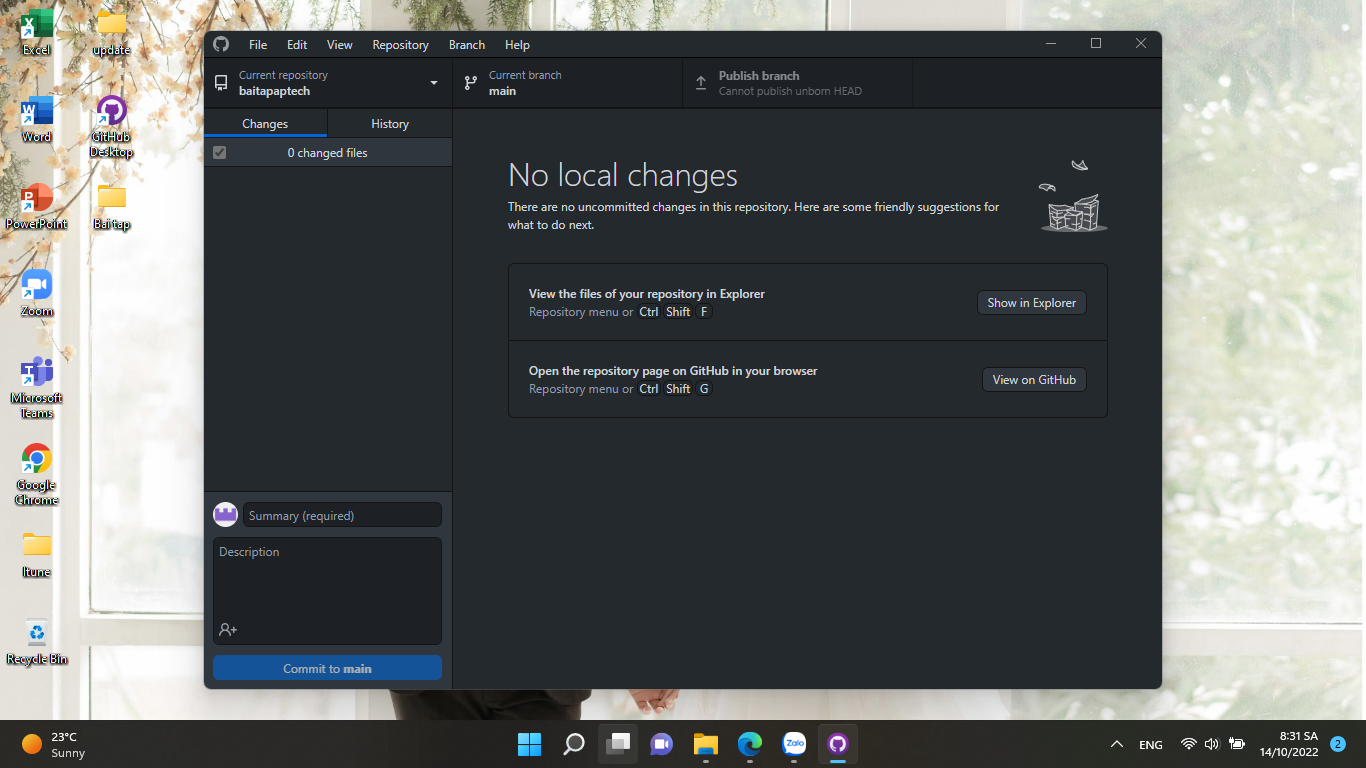 Excel
update
Word
GitHub
Desktop
PowerPoint
Bai tap
Zoom
Microsoft
Teams
Google
Chrome
Itune
Recycle Bin
File
Edit
View
Repository
Branch
Help
Current repository
baitapaptech
Current branch
main
Publish branch
Cannot publish unborn HEAD
Changes
History
0 changed files
No local changes
There are no uncommitted changes in this repository. Here are some friendly suggestions for
what to do next.
View the files of your repository in Explorer
Repository menu or Ctrl Shift F
Show in Explorer
Open the repository page on GitHub in your browser
Repository menu or Ctrl Shift G
View on GitHub
Summary (required)
Description
Commit to main
23°C
Sunny
Zalo
ENG
8:31 SA
14/10/2022
2